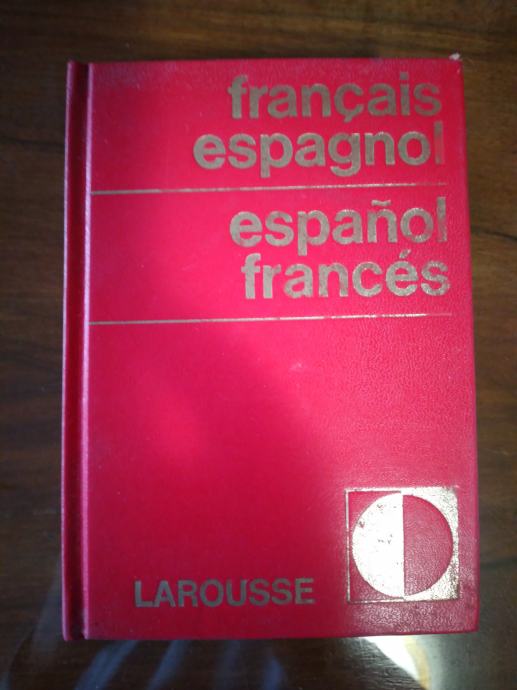 français
espagnol
español
francés
LAROUSSE